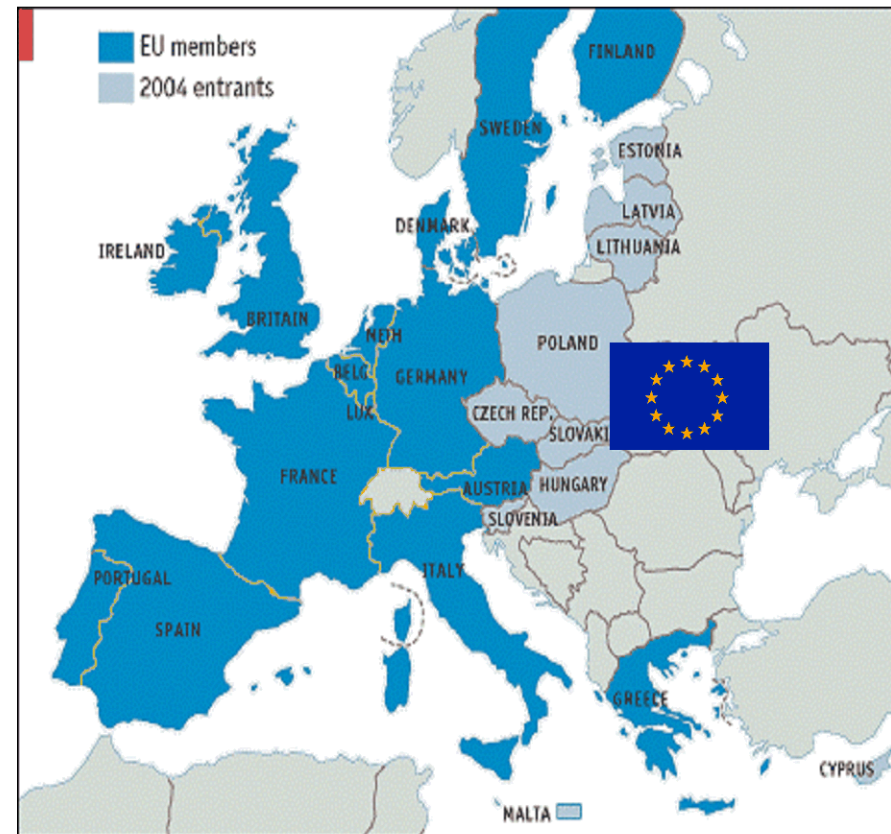 EU members
2004 entrants
FINLAND
SWEDEN
ESTONIA
LATVIA
LITHUANIA
DENMARK
IRELAND
BRITAIN
NETH
BELG
LUX
GERMANY
POLAND
CZECH REP.
SLOVAKI
FRANCE
AUSTRIA
HUNGARY
SLOVENIA
ITALY
PORTUGAL
SPAIN
GREECE
CYPRUS
MALTA